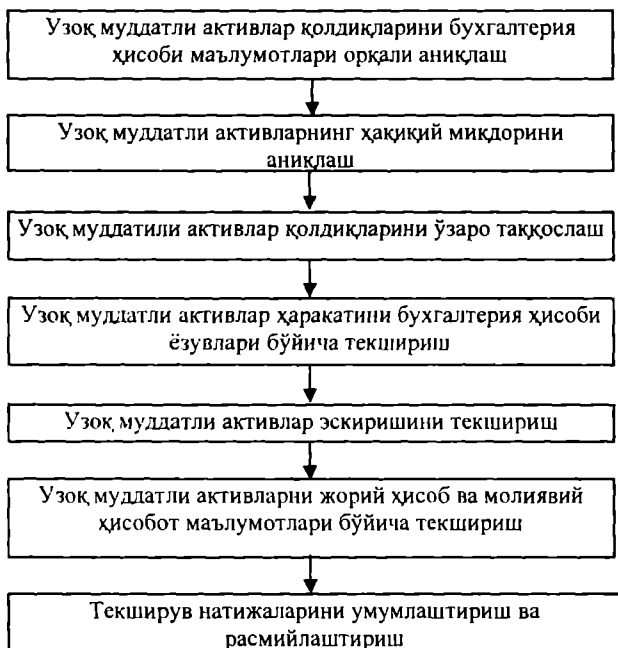 Узоқ муддатли активлар қолдиқларини бухгалтерия
ҳисоби маълумотлари орқали аниқлаш
Узоқ муддатли активларнинг ҳақиқий миқдорини
аниқлаш
Узоқ муддатили активлар қолдиқларини ўзаро таққослаш
Узоқ муддатли активлар ҳаракатини бухгалтерия ҳисоби
ёзувлари бўйича текшириш
Узоқ муддатли активлар эскиришини текшириш
Узоқ муддатли активларни жорий ҳисоб ва молиявий
ҳисобот маълумотлари бўйича текшириш
Текширув натижаларини умумлаштириш ва
расмийлаштириш